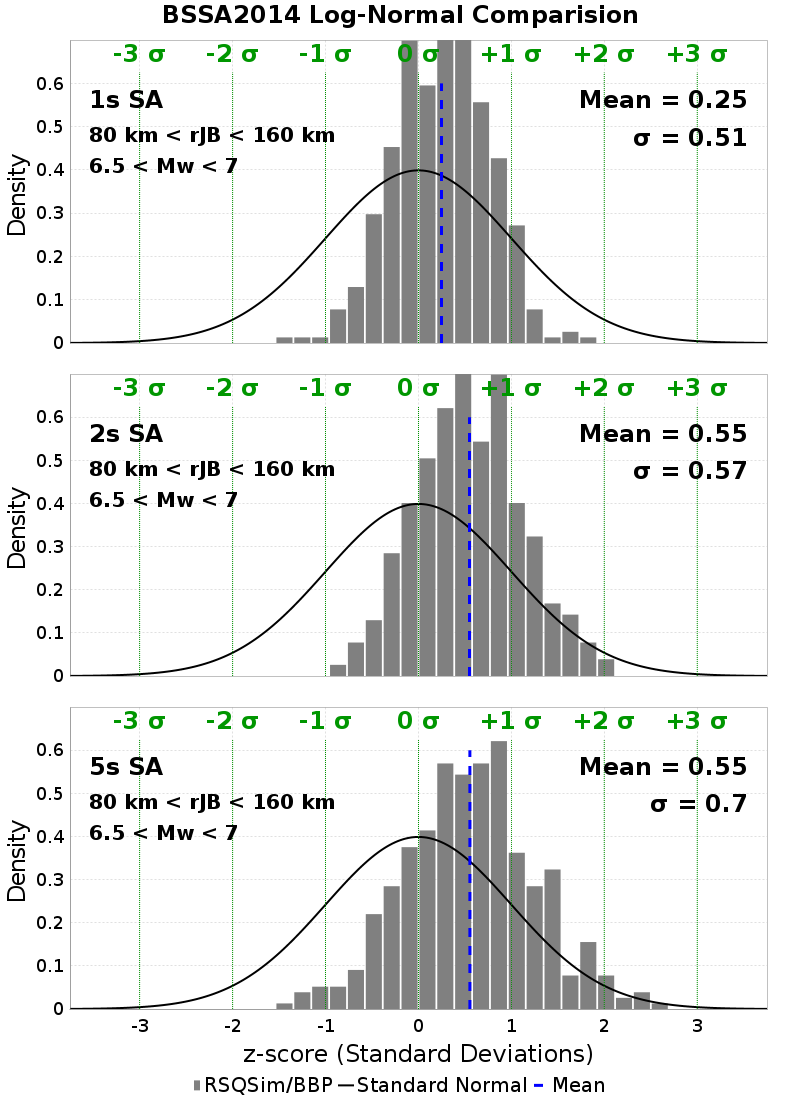 BSSA2014 Log-Normal Comparision
-3 σ -2 σ -1 σ 0 σ +1 σ +2 σ +3 σ
1s SA
80 km < rJB < 160 km
6.5 < Mw < 7
Mean = 0.25
σ = 0.51
Density
0.6
0.5
0.4
0.3
0.2
0.1
0
-3 σ -2 σ -1 σ 0 σ +1 σ +2 σ +3 σ
2s SA
80 km < rJB < 160 km
6.5 < Mw < 7
Mean = 0.55
σ = 0.57
Density
0.6
0.5
0.4
0.3
0.2
0.1
0
-3 σ -2 σ -1 σ 0 σ +1 σ +2 σ +3 σ
5s SA
80 km < rJB < 160 km
6.5 < Mw < 7
Mean = 0.55
σ = 0.7
Density
0.6
0.5
0.4
0.3
0.2
0.1
0
-3 -2 -1 0 1 2 3
z-score (Standard Deviations)
RSQSim/BBP Standard Normal Mean